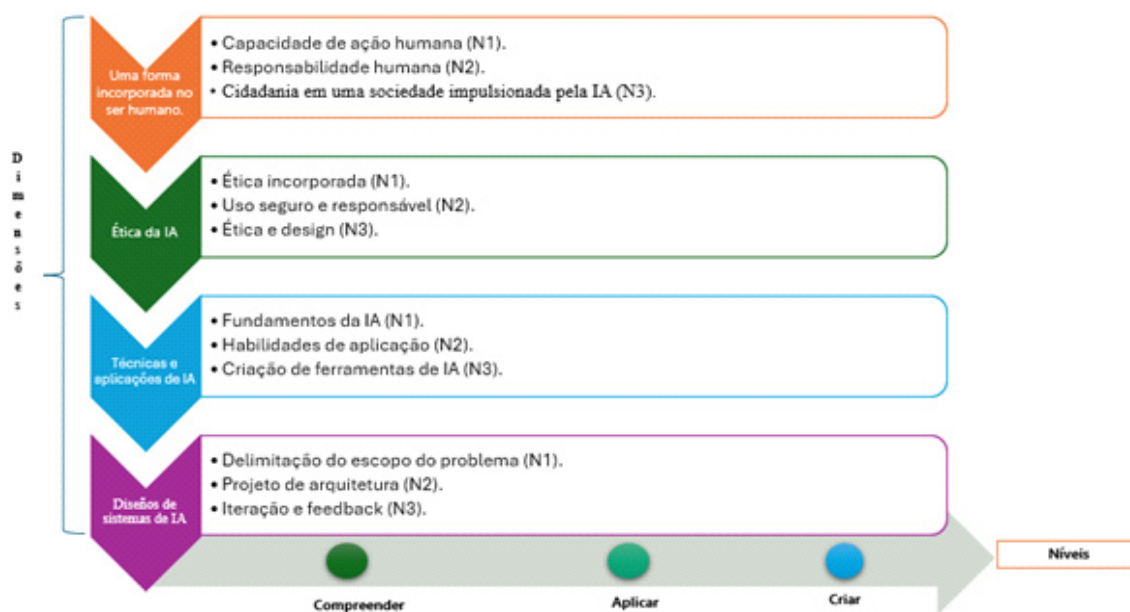 Dimensões
Uma forma
incorporada no
ser humano.
• Capacidade de ação humana (N1).
• Responsabilidade humana (N2).
• Cidadania em uma sociedade impulsionada pela IA (N3).
Ética da IA
• Ética incorporada (N1).
• Uso seguro e responsável (N2).
• Ética e design (N3).
Técnicas e
aplicações de IA
• Fundamentos da IA (N1).
• Habilidades de aplicação (N2).
• Criação de ferramentas de IA (N3).
Diseños de
sistemas de IA
• Delimitação do escopo do problema (N1).
• Projeto de arquitetura (N2).
• Iteração e feedback (N3).
Níveis
Compreender
Aplicar
Criar